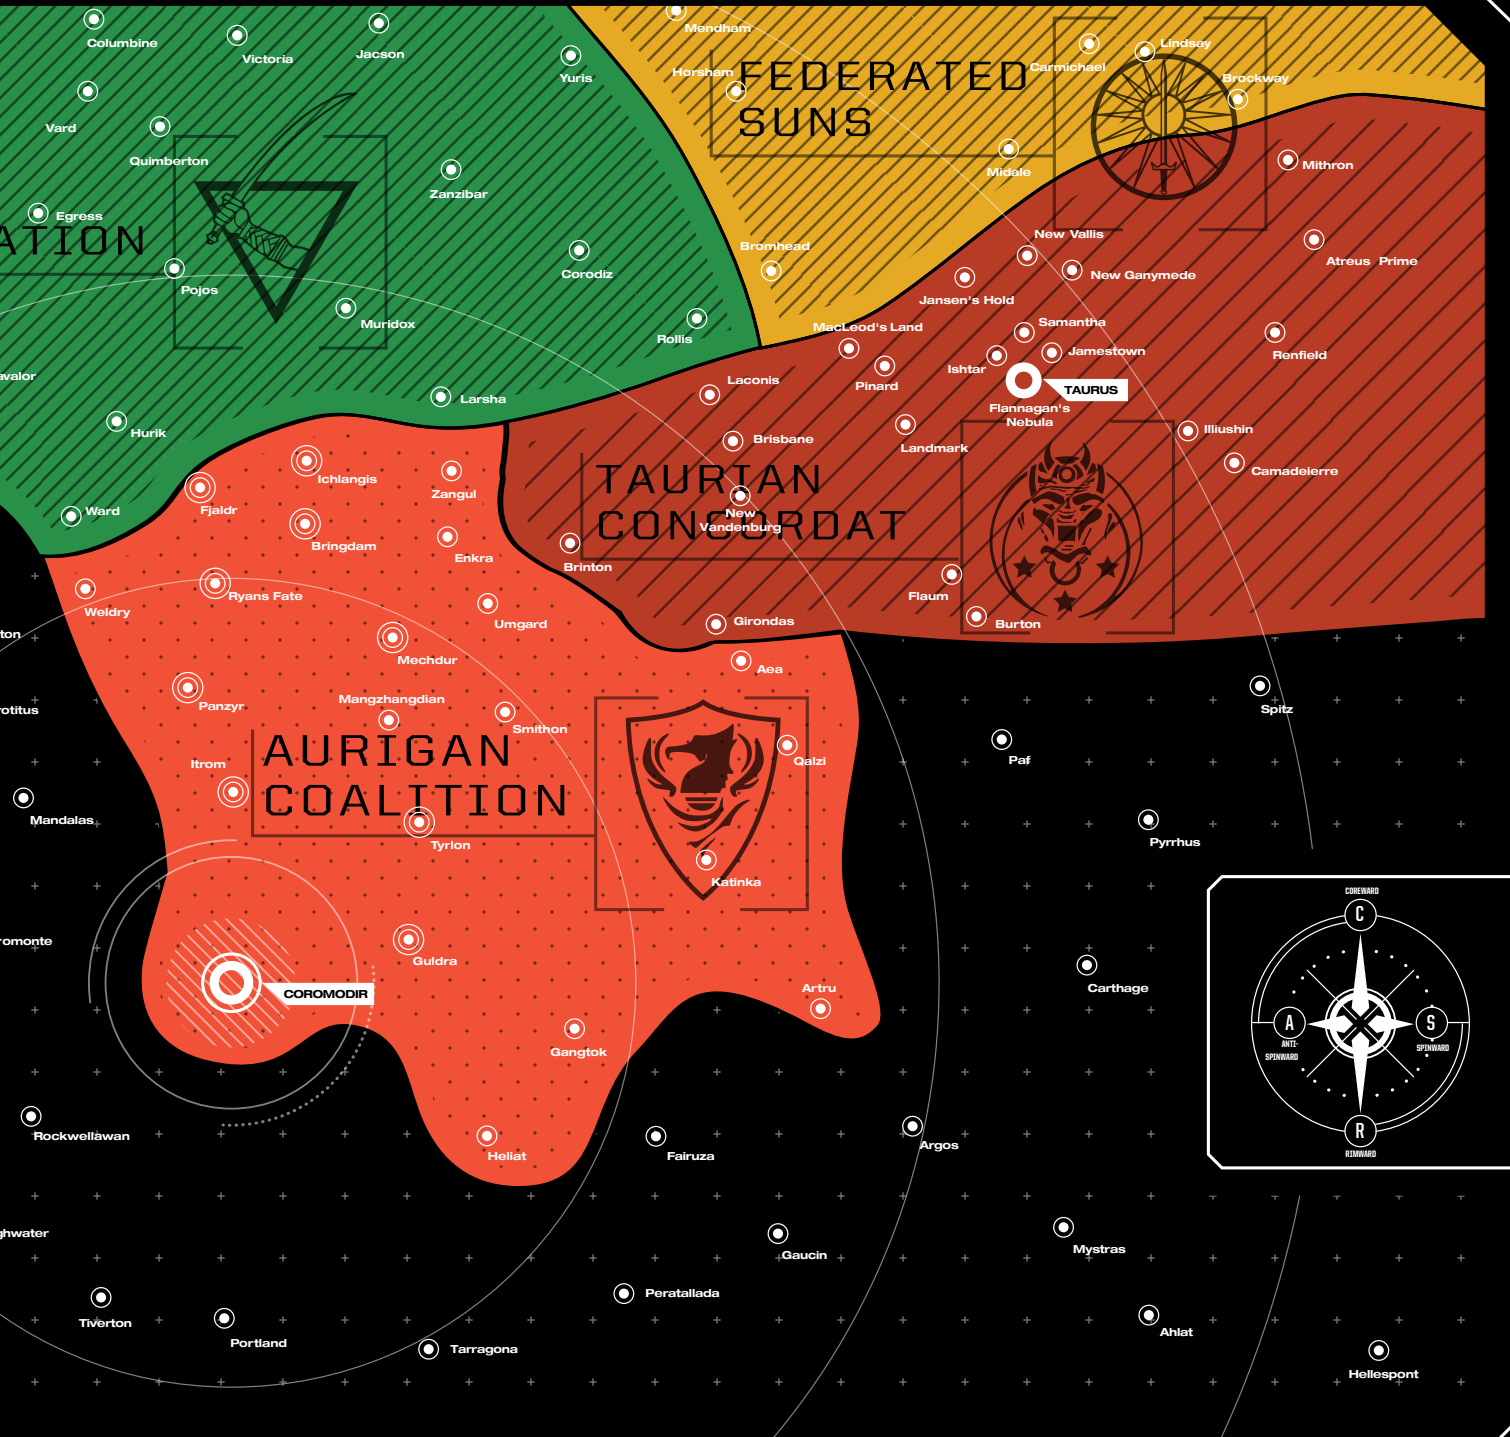 Columbine
Victoria
Jacson
Yuris
Mendham
Horsham
FEDERATED
SUNS
Carmichael
Lindsay
Brockway
Vard
Quimberton
Zanzibar
Midale
Mithron
Egress
ATION
Pojos
Corodiz
Bromhead
New Vallis
New Ganymede
Atreus Prime
Jansen's Hold
Muridox
Rollis
MacLeod's Land
Samantha
Jamestown
Ishtar
Renfield
Pinard
TAURUS
Flannagan's
Nebula
Laconis
avalor
Larsha
Hurik
Brisbane
Landmark
Illiushin
Camadeierre
TAURIAN
CONCORDAT
New
Vandenburg
Ichlangis
Zangul
Fjaldr
Ward
Bringdam
Enkra
Brinton
Flaum
Burton
Girondas
Ryans Fate
Weldry
Umgard
ton
Mechdur
Aea
Panzyr
Mangzhangdian
Smithon
rotitus
Spitz
Paf
Qalzi
Itrom
AURIGAN
COALITION
Mandalas
Tyrlon
Pyrrhus
Katinka
romonte
Guldra
COROMODIR
Artru
Carthage
Gangtok
COREWARD
C
A
ANTI-
SPINWARD
S
SPINWARD
R
RIMWARD
Rockwellawan
Heliat
Fairuza
Argos
ghwater
Gaucin
Mystras
Tiverton
Portland
Peratallada
Tarragona
Ahlat
Hellespont